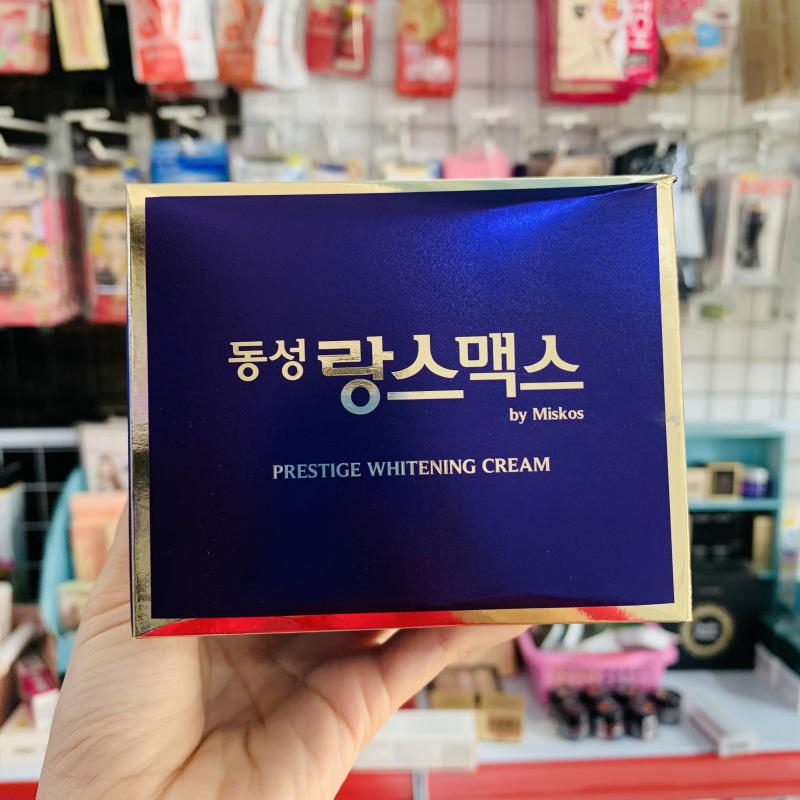 동성 랑스맥스
by Miskos
PRESTIGE WHITENING CREAM